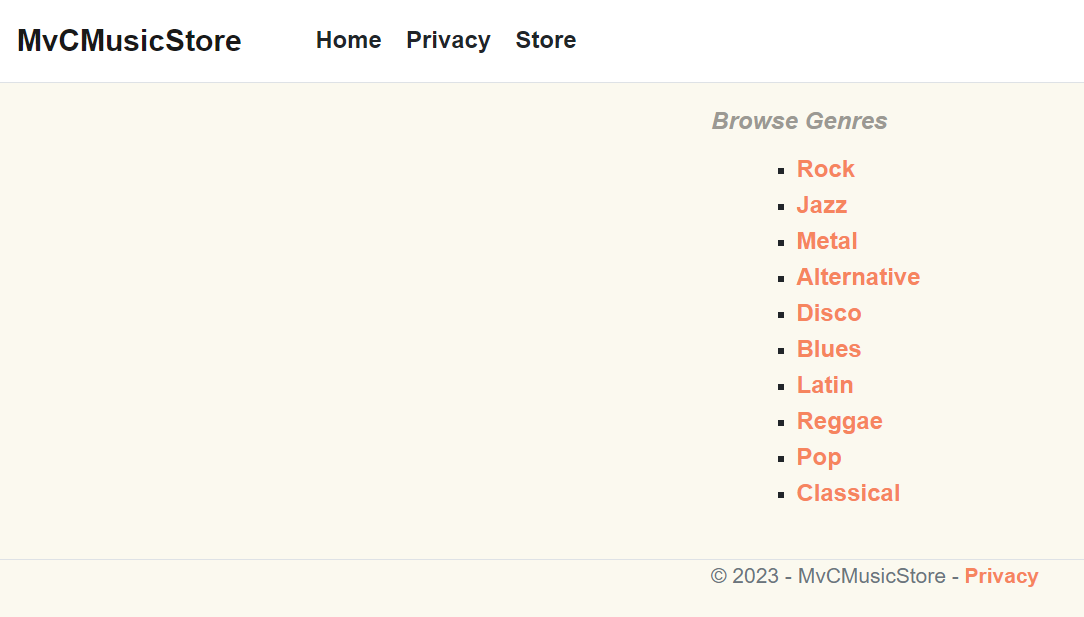 MvCMusicStore Home Privacy Store
Browse Genres
Rock
Jazz
Metal
Alternative
Disco
Blues
Latin
Reggae
Pop
Classical
© 2023 - MvCMusicStore - Privacy